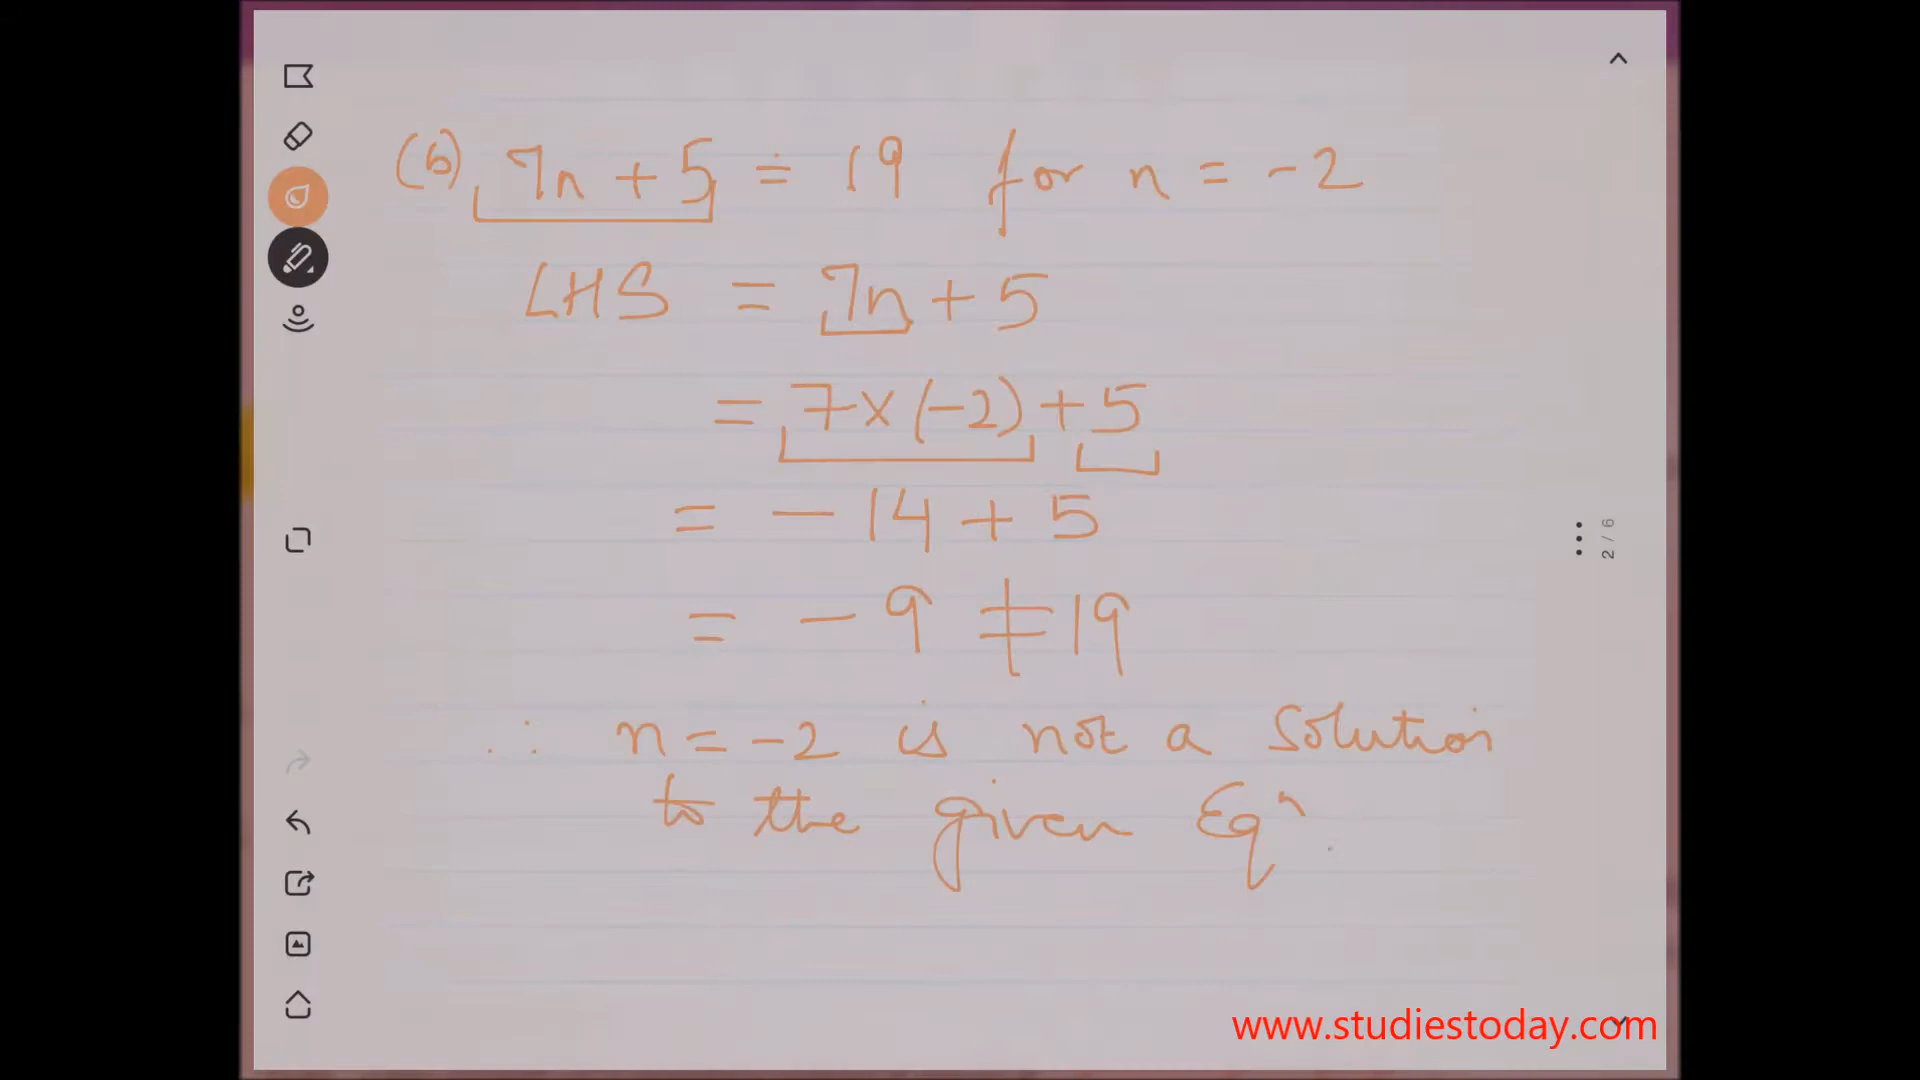 (b) 7n + 5 = 19 for n = -2
LHS = 7n + 5
= 7 × (-2) + 5
= - 14 + 5
= - 9 ≠ 19
∴ n = -2 is not a solution
to the given Eqⁿ.
2 / 6
www.studiestoday.com